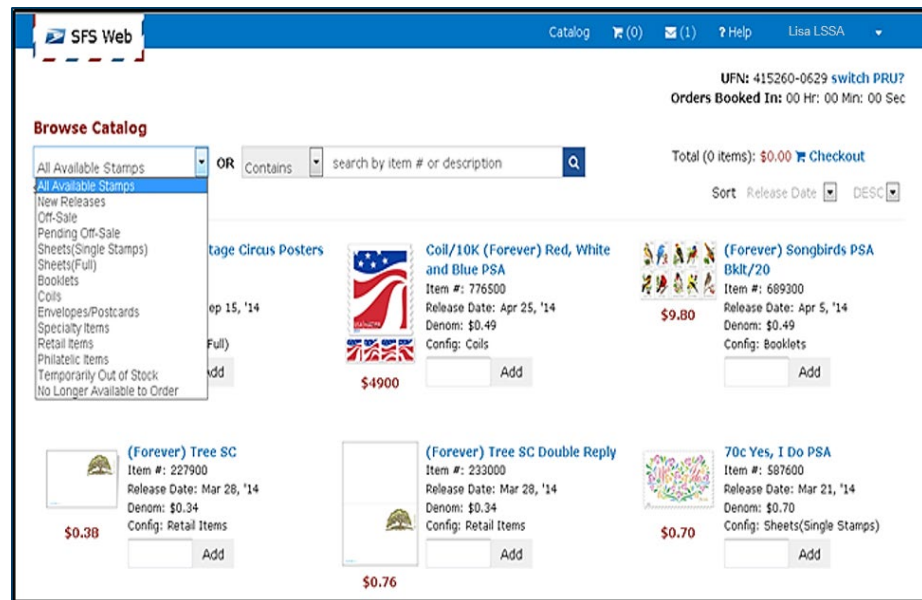 SFS Web
Catalog (0) (1) ? Help Lisa LSSA
UFN: 415260-0629 switch PRU?
Orders Booked In: 00 Hr: 00 Min: 00 Sec
Browse Catalog
All Available Stamps OR Contains search by item # or description
Total (0 items): $0.00 Checkout
Sort Release Date DESC
All Available Stamps
New Releases
Off-Sale
Pending Off-Sale
Sheets(Single Stamps)
Sheets(Full)
Booklets
Coils
Envelopes/Postcards
Specialty Items
Retail Items
Philatelic Items
Temporarily Out of Stock
No Longer Available to Order
tage Circus Posters
ep 15, '14
Full)
dd
$4900
Coil/10K (Forever) Red, White
and Blue PSA
Item #: 776500
Release Date: Apr 25, '14
Denom: $0.49
Config: Coils
Add
$9.80
(Forever) Songbirds PSA
Bklt/20
Item #: 689300
Release Date: Apr 5, '14
Denom: $0.49
Config: Booklets
Add
$0.38
(Forever) Tree SC
Item #: 227900
Release Date: Mar 28, '14
Denom: $0.34
Config: Retail Items
Add
$0.76
(Forever) Tree SC Double Reply
Item #: 233000
Release Date: Mar 28, '14
Denom: $0.34
Config: Retail Items
Add
$0.70
70c Yes, I Do PSA
Item #: 587600
Release Date: Mar 21, '14
Denom: $0.70
Config: Sheets(Single Stamps)
Add